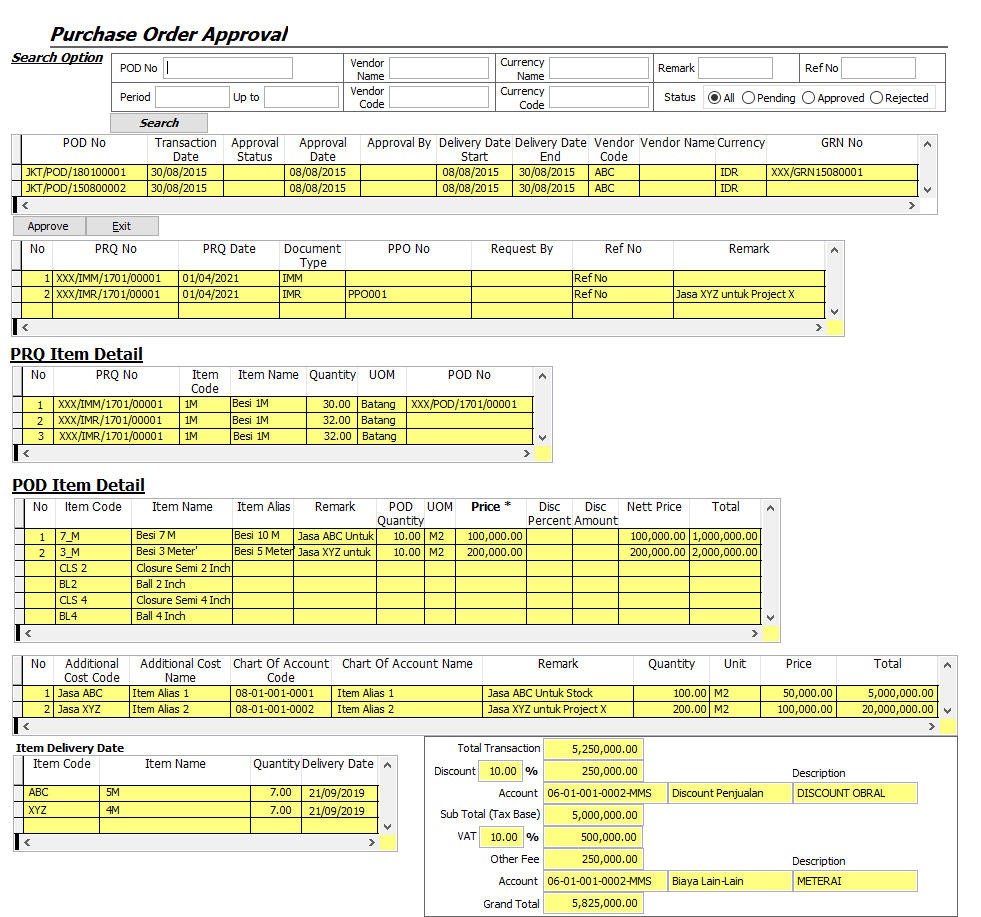 Purchase Order Approval
Search Option
POD No Vendor Name Currency Name Remark Ref No
Period Up to Vendor Code Currency Code Status All Pending Approved Rejected
Search
POD No Transaction Date Approval Status Approval Date Approval By Delivery Date Start Delivery Date End Vendor Code Vendor Name Currency GRN No
JKT/POD/180100001 30/08/2015 08/08/2015 08/08/2015 30/08/2015 ABC IDR XXX/GRN15080001
JKT/POD/150800002 30/08/2015 08/08/2015 08/08/2015 30/08/2015 ABC IDR
Approve Exit
No PRQ No PRQ Date Document Type PPO No Request By Ref No Remark
1 XXX/IMM/1701/00001 01/04/2021 IMM Ref No
2 XXX/IMR/1701/00001 01/04/2021 IMR PPO001 Ref No Jasa XYZ untuk Project X
PRQ Item Detail
No PRQ No Item Code Item Name Quantity UOM POD No
1 XXX/IMM/1701/00001 1M Besi 1M 30.00 Batang XXX/POD/1701/00001
2 XXX/IMR/1701/00001 1M Besi 1M 32.00 Batang
3 XXX/IMR/1701/00001 1M Besi 1M 32.00 Batang
POD Item Detail
No Item Code Item Name Item Alias Remark POD Quantity UOM Price * Disc Percent Disc Amount Nett Price Total
1 7_M Besi 7 M Besi 10 M Jasa ABC Untuk 10.00 M2 100,000.00 100,000.00 1,000,000.00
2 3_M Besi 3 Meter' Besi 5 Meter Jasa XYZ untuk 10.00 M2 200,000.00 200,000.00 2,000,000.00
CLS 2 Closure Semi 2 Inch
BL2 Ball 2 Inch
CLS 4 Closure Semi 4 Inch
BL4 Ball 4 Inch
No Additional Cost Code Additional Cost Name Chart Of Account Code Chart Of Account Name Remark Quantity Unit Price Total
1 Jasa ABC Item Alias 1 08-01-001-0001 Item Alias 1 Jasa ABC Untuk Stock 100.00 M2 50,000.00 5,000,000.00
2 Jasa XYZ Item Alias 2 08-01-001-0002 Item Alias 2 Jasa XYZ untuk Project X 200.00 M2 100,000.00 20,000,000.00
Item Delivery Date
Item Code Item Name Quantity Delivery Date
ABC 5M 7.00 21/09/2019
XYZ 4M 7.00 21/09/2019
Total Transaction 5,250,000.00
Discount 10.00 % 250,000.00 Description
Account 06-01-001-0002-MMS Discount Penjualan DISCOUNT OBRAL
Sub Total (Tax Base) 5,000,000.00
VAT 10.00 % 500,000.00
Other Fee 250,000.00 Description
Account 06-01-001-0002-MMS Biaya Lain-Lain METERAI
Grand Total 5,825,000.00